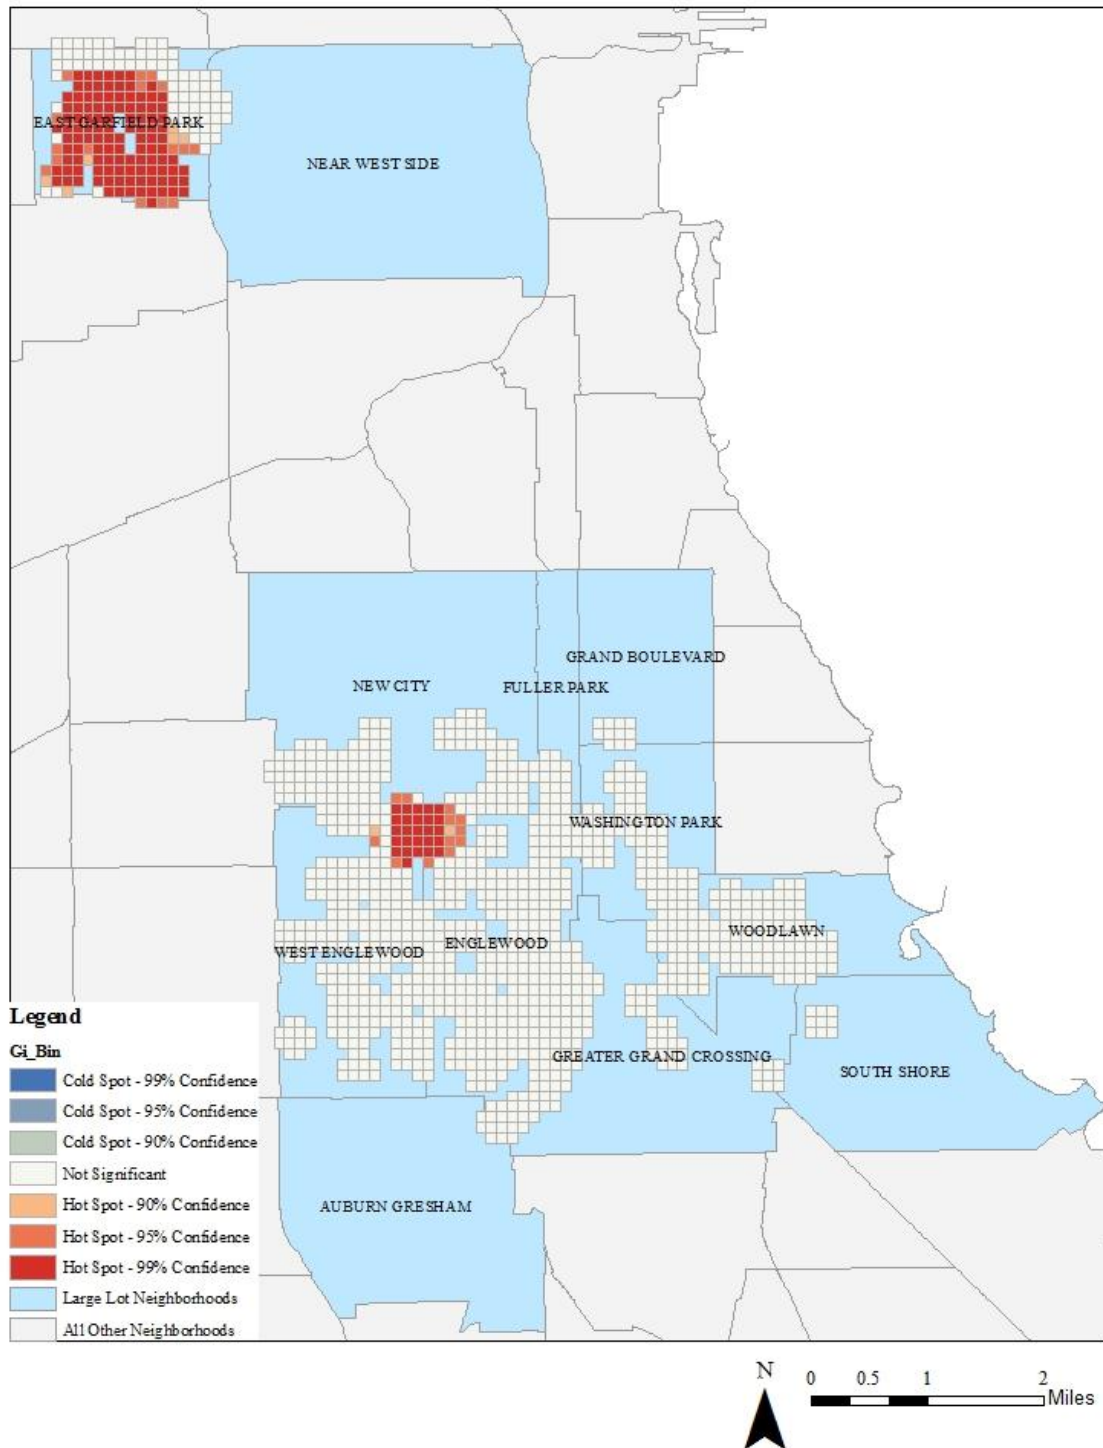 EAST GARFIELD PARK
NEAR WEST SIDE
GRAND BOULEVARD
NEW CITY
FULLER PARK
WASHINGTON PARK
WOODLAWN
ENGLEWOOD
WEST ENGLEWOOD
GREATER GRAND CROSSING
SOUTH SHORE
AUBURN GRESHAM
Legend
Gi_Bin
Cold Spot - 99% Confidence
Cold Spot - 95% Confidence
Cold Spot - 90% Confidence
Not Significant
Hot Spot - 90% Confidence
Hot Spot - 95% Confidence
Hot Spot - 99% Confidence
Large Lot Neighborhoods
All Other Neighborhoods
N
0 0.5 1 2
Miles